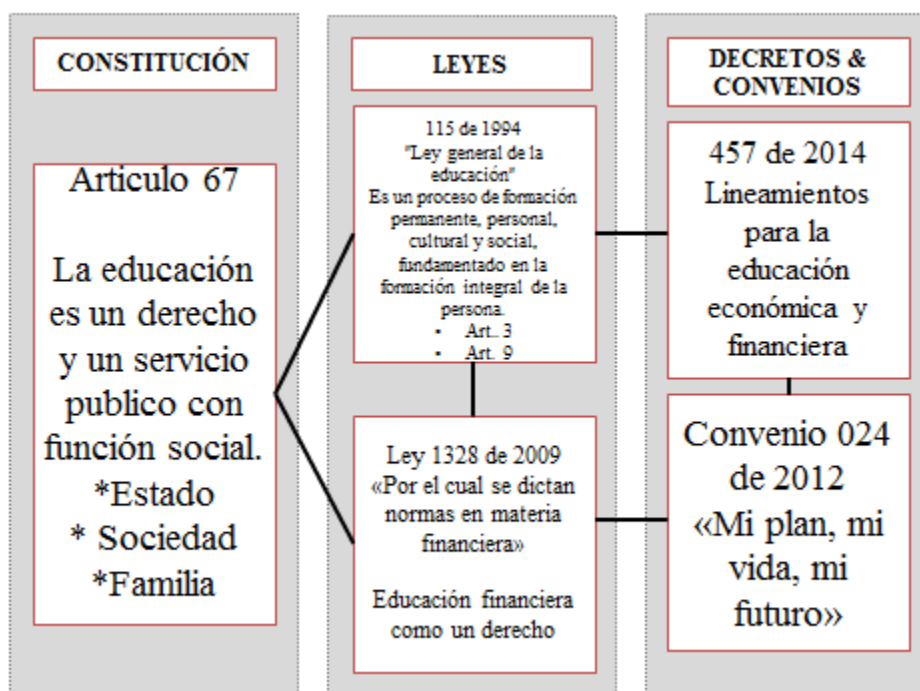 CONSTITUCIÓN
Articulo 67
La educación
es un derecho
y un servicio
publico con
función social.
*Estado
* Sociedad
*Familia
LEYES
115 de 1994
"Ley general de la
educación"
Es un proceso de formación
permanente, personal,
cultural y social,
fundamentado en la
formación integral de la
persona.
• Art. 3
• Art. 9
Ley 1328 de 2009
«Por el cual se dictan
normas en materia
financiera»
Educación financiera
como un derecho
DECRETOS &
CONVENIOS
457 de 2014
Lineamientos
para la
educación
económica y
financiera
Convenio 024
de 2012
«Mi plan, mi
vida, mi
futuro»